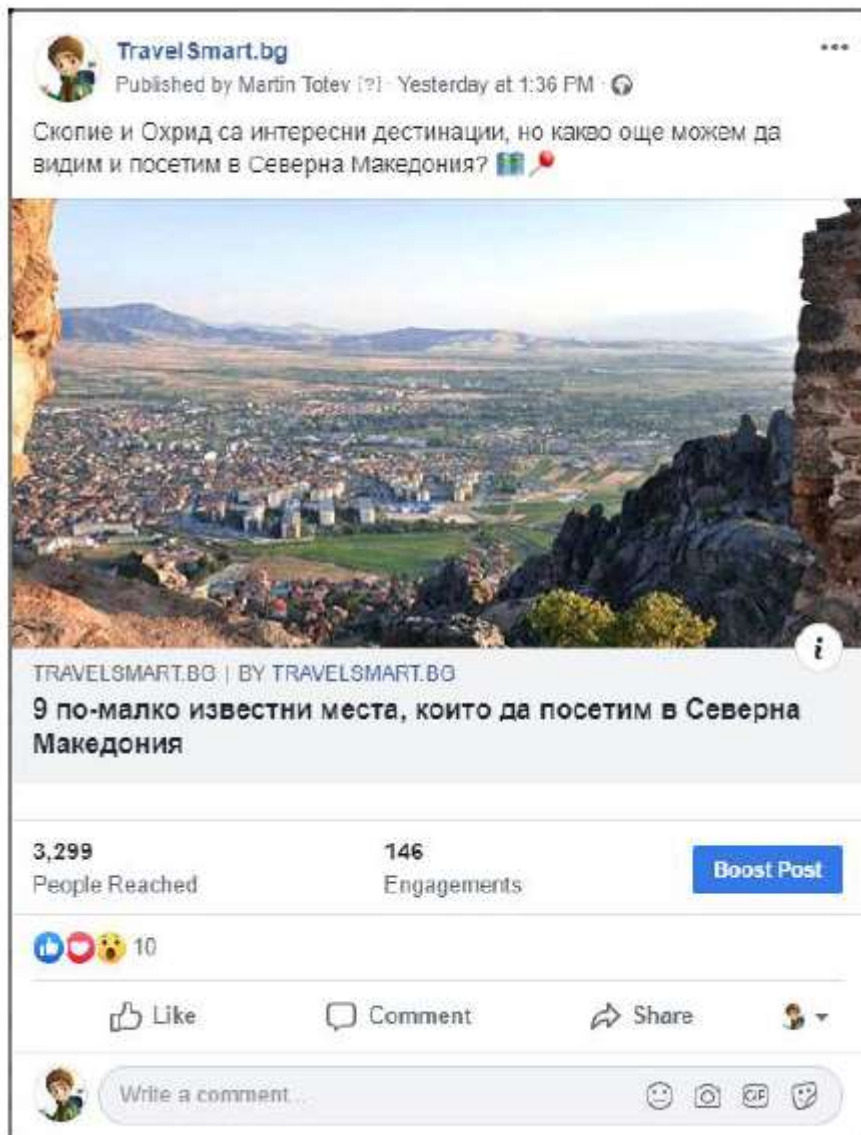 TravelSmart.bg
Published by Martin Totev [?] · Yesterday at 1:36 PM ·
Скопие и Охрид са интересни дестинации, но какво още можем да
видим и посетим в Северна Македония?
i
TRAVELSMART.BG | BY TRAVELSMART.BG
9 по-малко известни места, които да посетим в Северна
Македония
3,299
146
People Reached
Engagements
Boost Post
10
Like
Comment
Share
Write a comment...
GIF